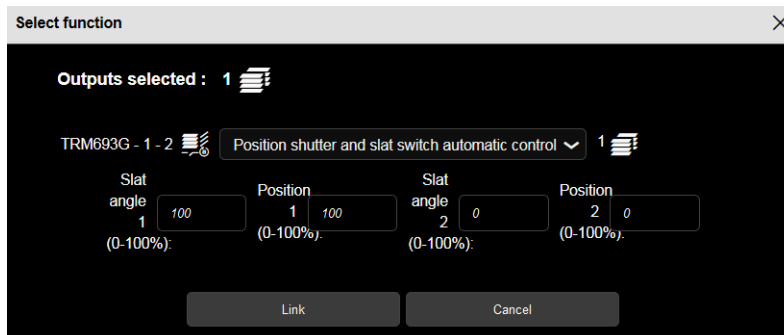 Select function
Outputs selected : 1
TRM693G - 1 - 2 Position shutter and slat switch automatic control 1
Slat angle 1 (0-100%): 100 Position 1 (0-100%): 100 Slat angle 2 (0-100%): 0 Position 2 (0-100%): 0
Link Cancel